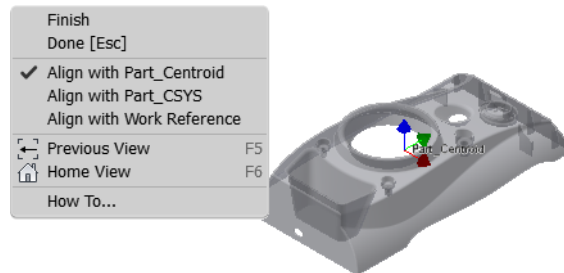 Finish
Done [Esc]
Align with Part_Centroid
Align with Part_CSYS
Align with Work Reference
Previous View F5
Home View F6
How To...
Part_Centroid